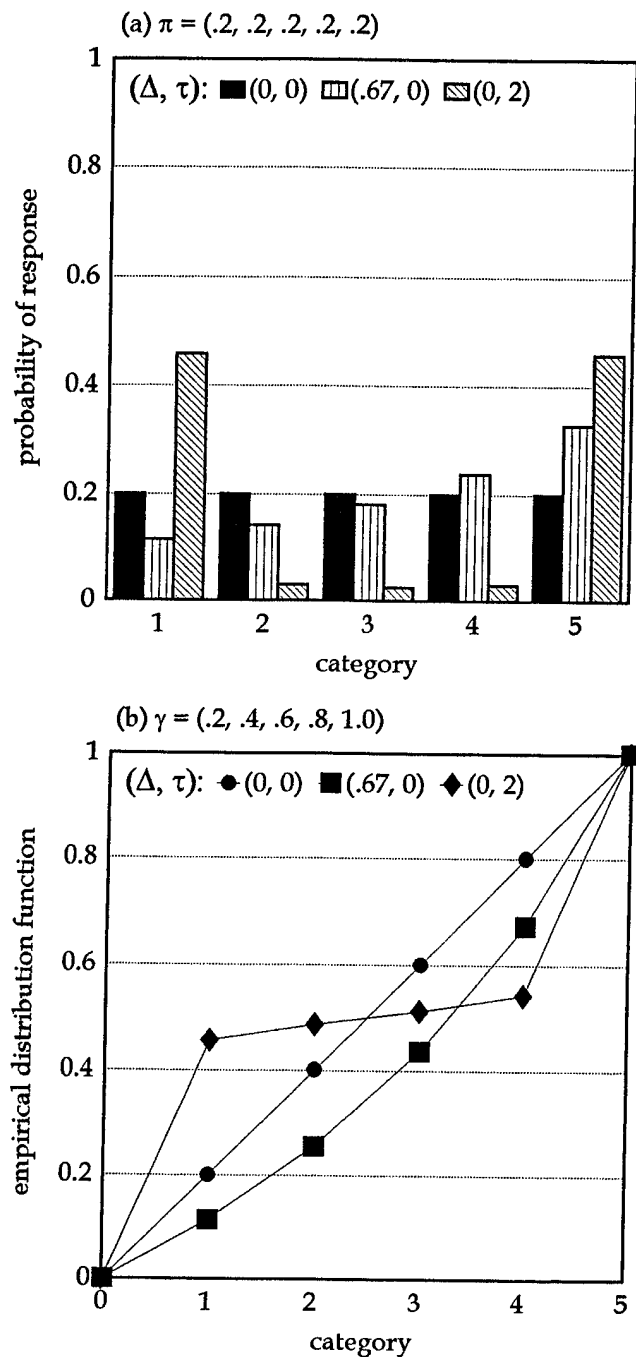 (a) π = (.2, .2, .2, .2, .2)
1
(Δ, τ): (0, 0) (.67, 0) (0, 2)
0.8
0.6
0.4
0.2
0
probability of response
1 2 3 4 5
category
(b) γ = (.2, .4, .6, .8, 1.0)
1
(Δ, τ): (0, 0) (.67, 0) (0, 2)
0.8
0.6
0.4
0.2
0
empirical distribution function
0 1 2 3 4 5
category